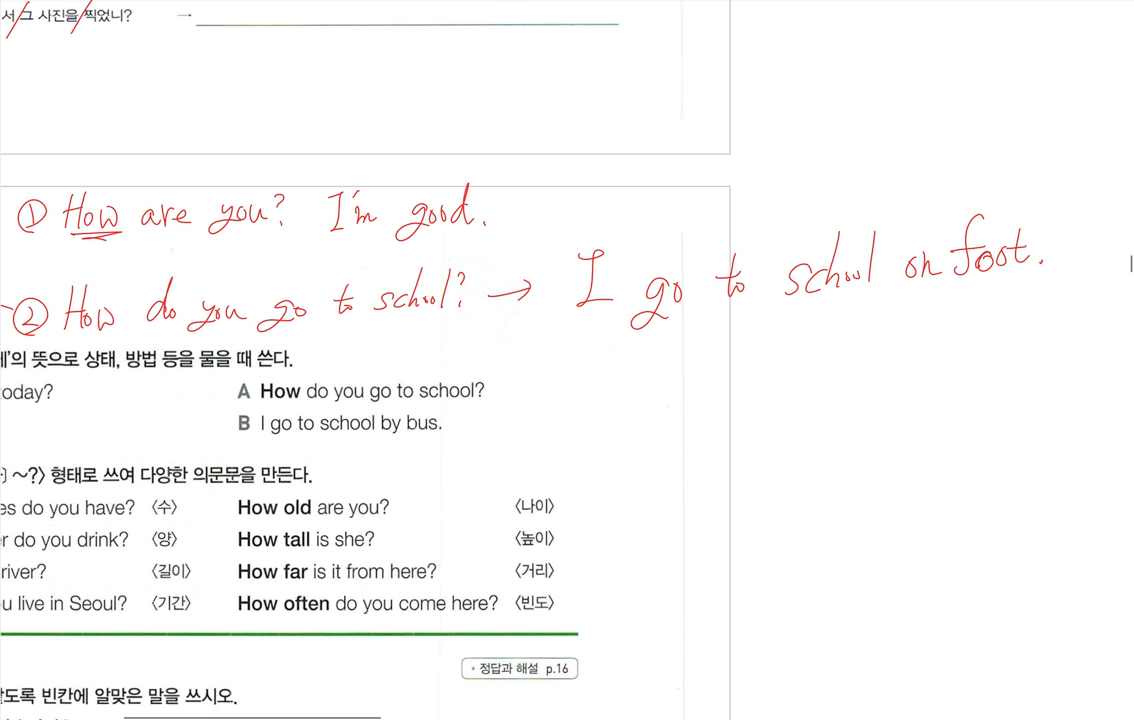 서 그 사진을 찍었니? →
① How are you? I'm good.
② How do you go to school? → I go to school on foot.
의 뜻으로 상태, 방법 등을 물을 때 쓴다.
oday? A How do you go to school?
B I go to school by bus.
~?> 형태로 쓰여 다양한 의문문을 만든다.
es do you have? <수> How old are you? <나이>
r do you drink? <양> How tall is she? <높이>
river? <길이> How far is it from here? <거리>
u live in Seoul? <기간> How often do you come here? <빈도>
• 정답과 해설 p.16
도록 빈칸에 알맞은 말을 쓰시오.